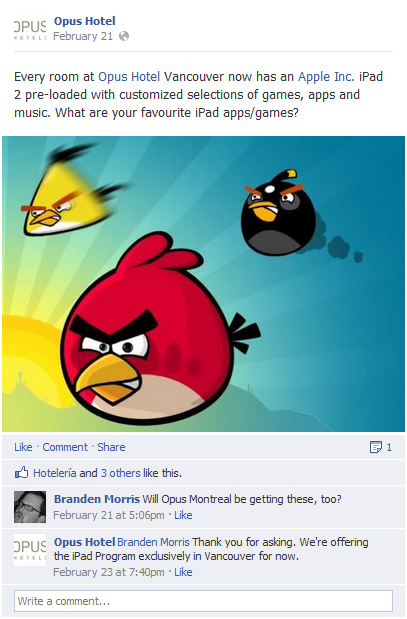 OPUS
HOTEL
Opus Hotel
February 21
Every room at Opus Hotel Vancouver now has an Apple Inc. iPad
2 pre-loaded with customized selections of games, apps and
music. What are your favourite iPad apps/games?
Like · Comment · Share
1
Hotelería and 3 others like this.
Branden Morris Will Opus Montreal be getting these, too?
February 21 at 5:06pm · Like
OPUS
HOTEL
Opus Hotel Branden Morris Thank you for asking. We're offering
the iPad Program exclusively in Vancouver for now.
February 23 at 7:40pm · Like
Write a comment...